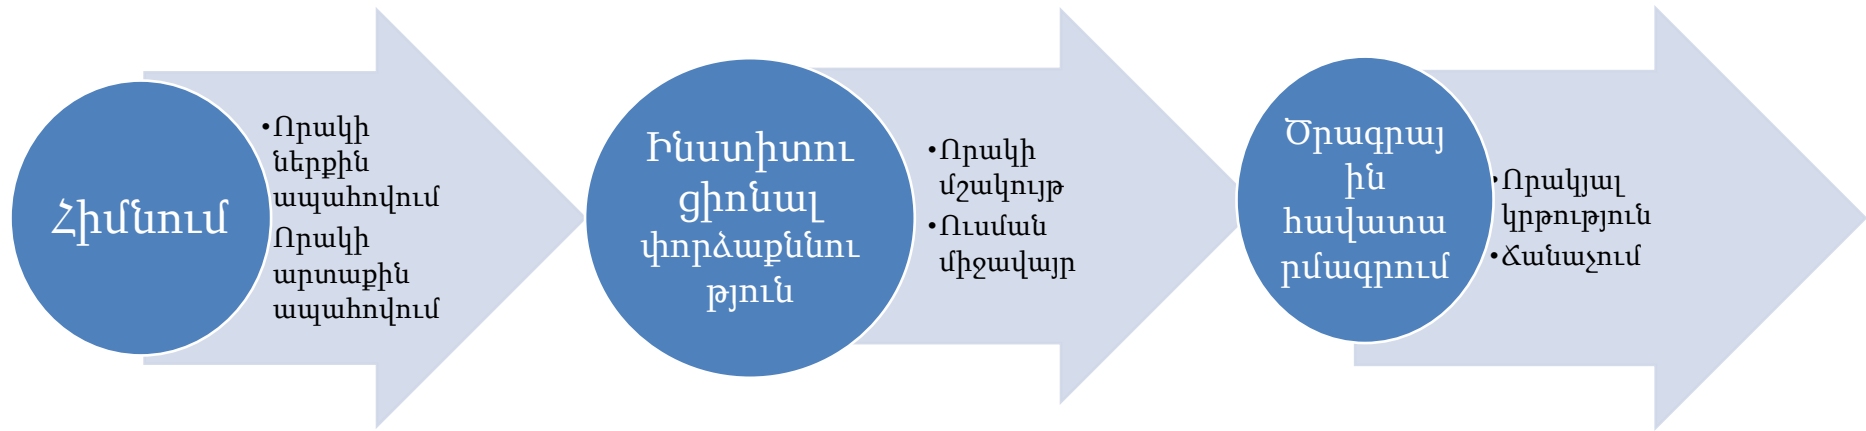 Հիմնում
•Որակի
ներքին
ապահովում
Որակի
արտաքին
ապահովում
Ինստիտու
ցիոնալ
փորձաքննու
թյուն
•Որակի
մշակույթ
•Ուսման
միջավայր
Ծրագրայ
ին
հավատա
րմագրում
•Որակյալ
կրթություն
•Ճանաչում